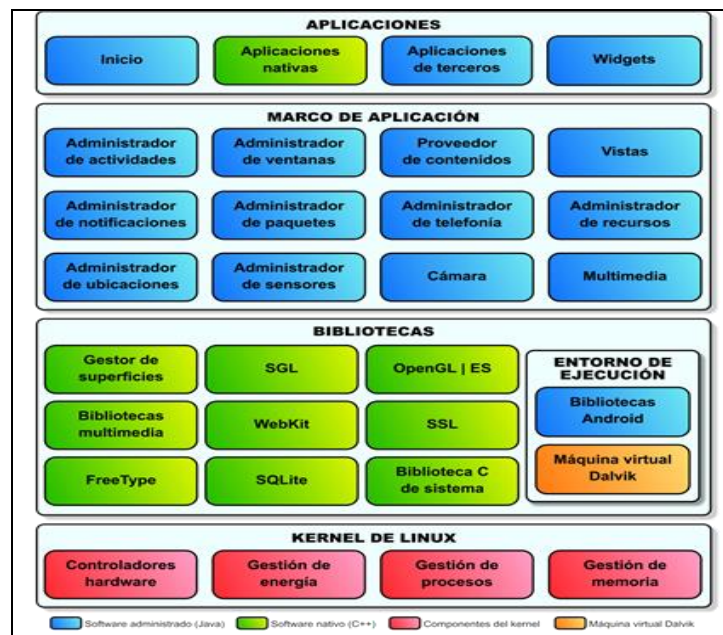 APLICACIONES
Inicio
Aplicaciones
nativas
Aplicaciones
de terceros
Widgets
MARCO DE APLICACIÓN
Administrador
de actividades
Administrador
de ventanas
Proveedor
de contenidos
Vistas
Administrador
de notificaciones
Administrador
de paquetes
Administrador
de telefonía
Administrador
de recursos
Administrador
de ubicaciones
Administrador
de sensores
Cámara
Multimedia
BIBLIOTECAS
Gestor de
superficies
SGL
OpenGL | ES
Bibliotecas
multimedia
WebKit
SSL
FreeType
SQLite
Biblioteca C
de sistema
ENTORNO DE
EJECUCIÓN
Bibliotecas
Android
Máquina virtual
Dalvik
KERNEL DE LINUX
Controladores
hardware
Gestión de
energía
Gestión de
procesos
Gestión de
memoria
Software administrado (Java)
Software nativo (C++)
Componentes del kernel
Máquina virtual Dalvik